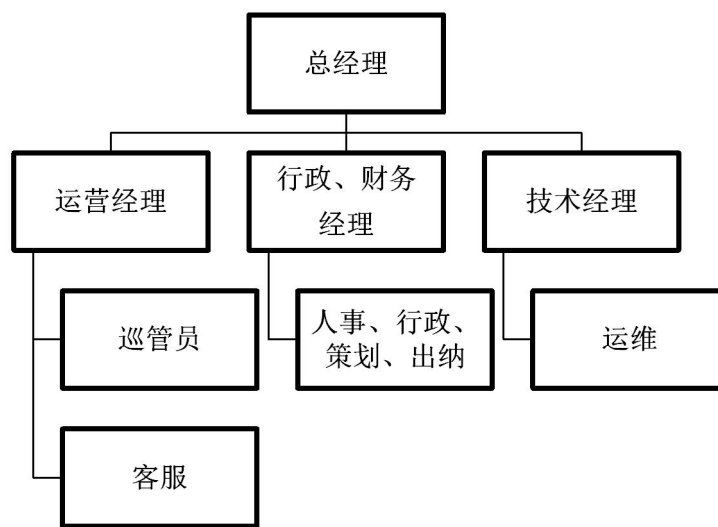 总经理
运营经理
行政、财务
经理
技术经理
巡管员
人事、行政、
策划、出纳
运维
客服